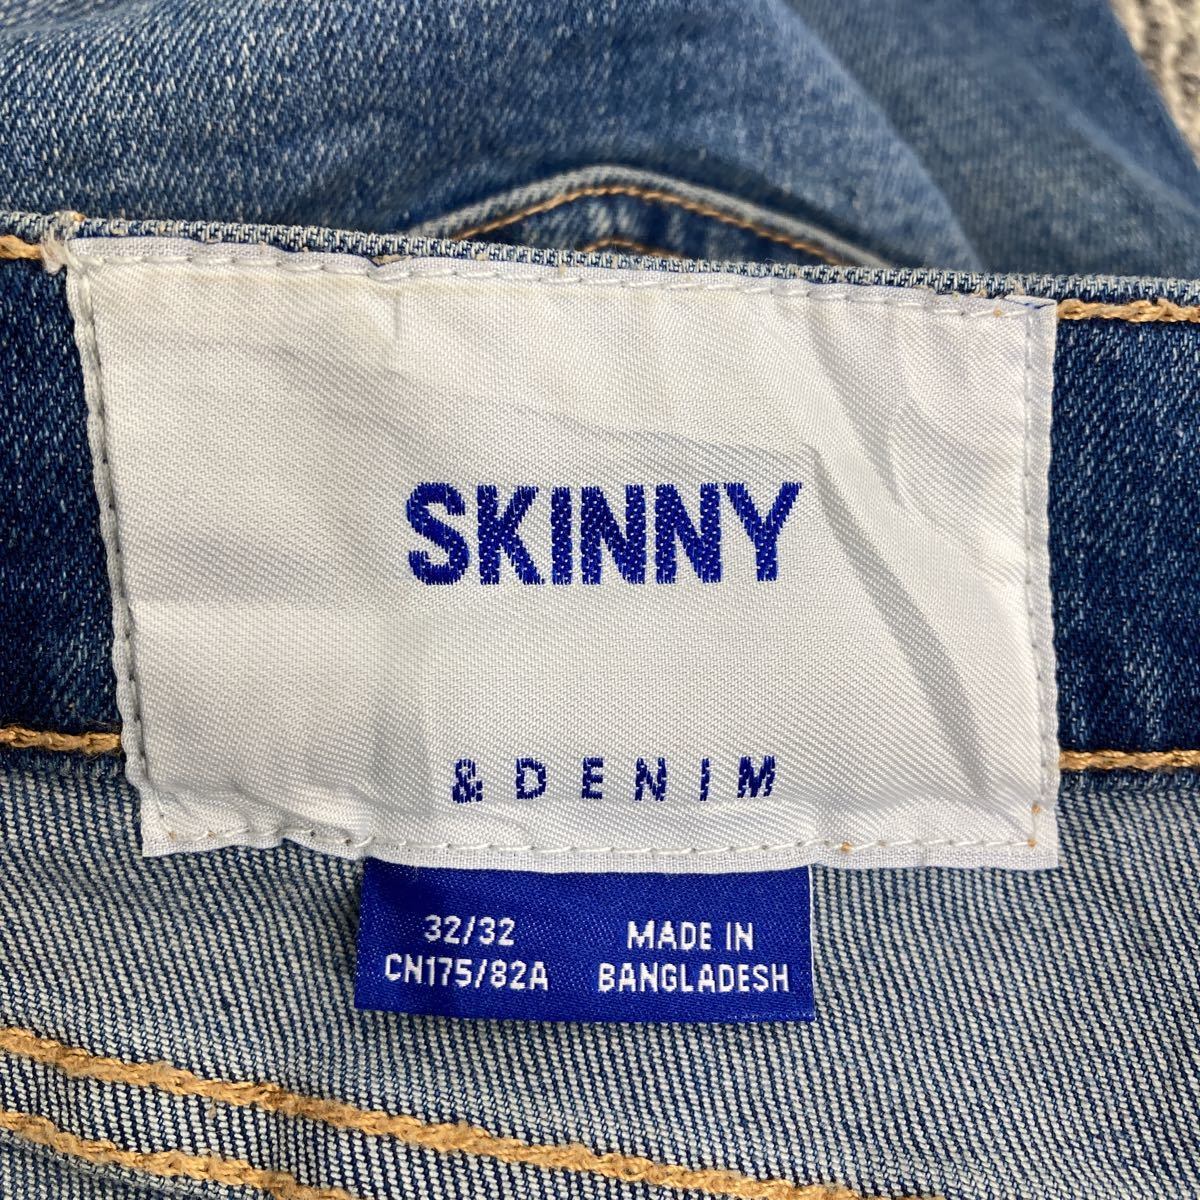 SKINNY
& DENIM
32/32
CN175/82A
MADE IN
BANGLADESH